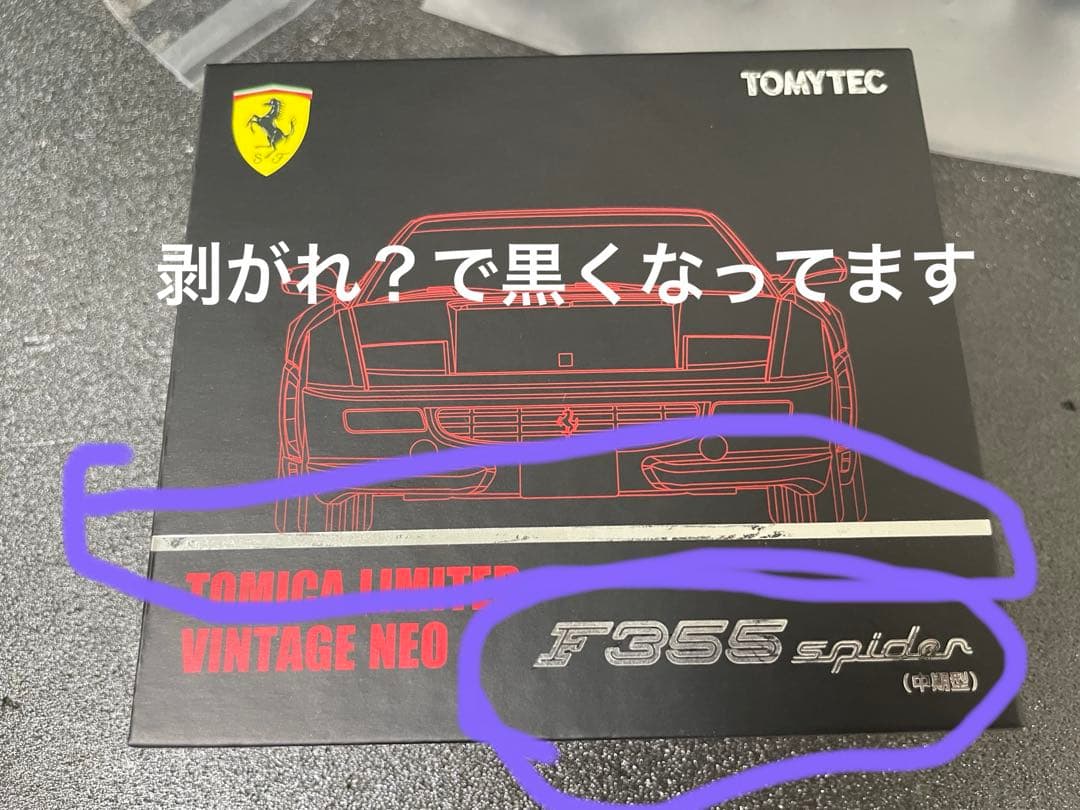 TOMYTEC
S F
剥がれ？で黒くなってます
TOMICA LIMITED
VINTAGE NEO
F355 spider
(中期型)